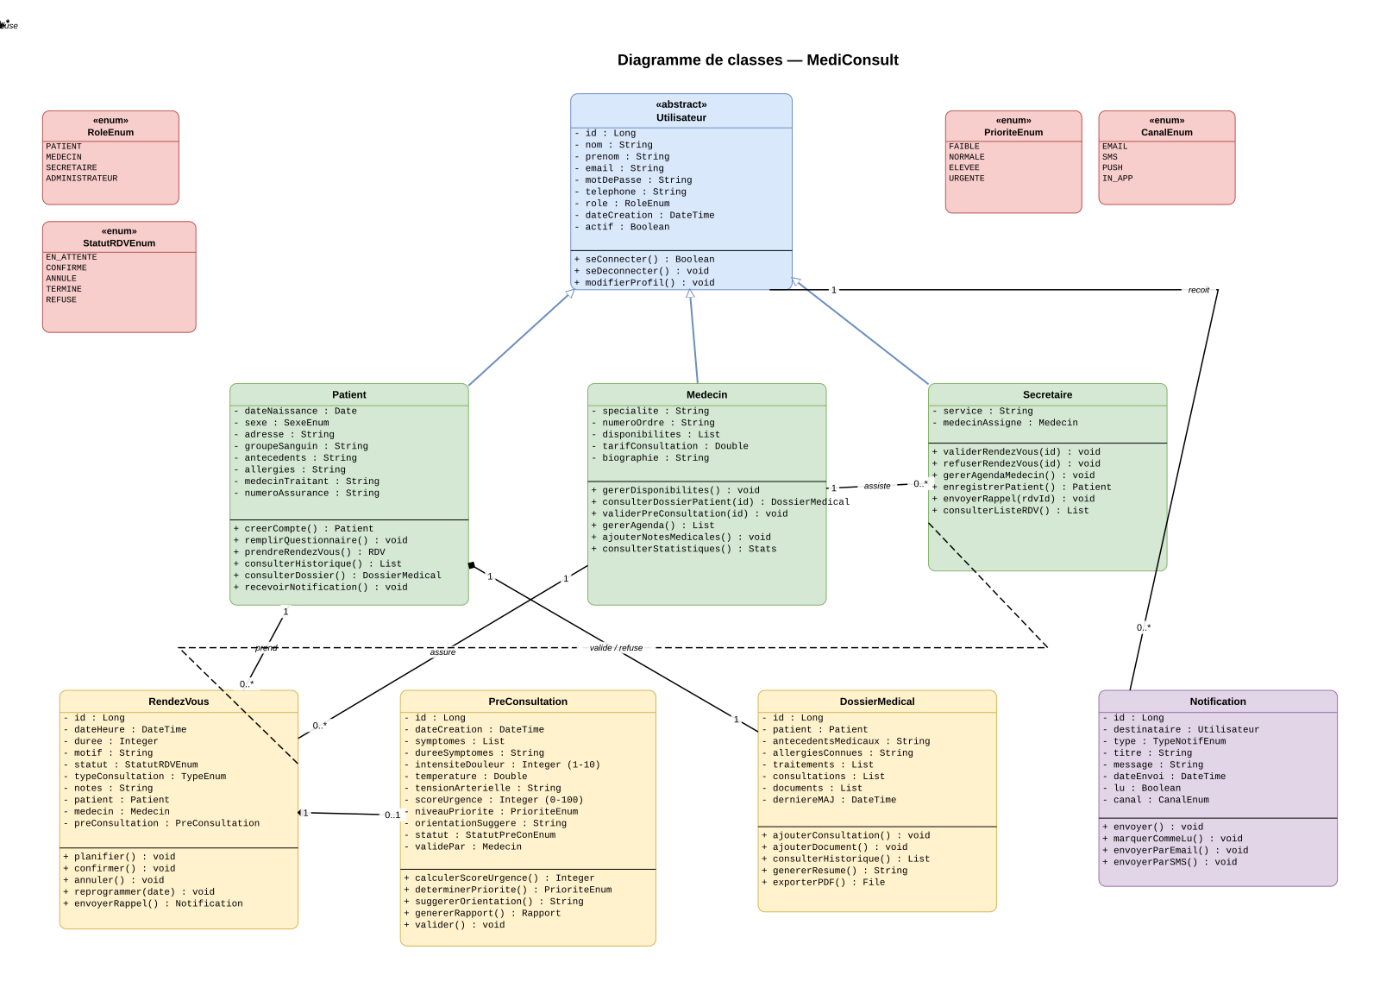 Diagramme de classes — MediConsult
«enum»
RoleEnum
PATIENT
MEDECIN
SECRETAIRE
ADMINISTRATEUR
«enum»
StatutRDVEnum
EN_ATTENTE
CONFIRME
ANNULE
TERMINE
REFUSE
«abstract»
Utilisateur
- id : Long
- nom : String
- prenom : String
- email : String
- motDePasse : String
- telephone : String
- role : RoleEnum
- dateCreation : DateTime
- actif : Boolean
+ seConnecter() : Boolean
+ seDeconnecter() : void
+ modifierProfil() : void
«enum»
PrioriteEnum
FAIBLE
NORMALE
ELEVEE
URGENTE
«enum»
CanalEnum
EMAIL
SMS
PUSH
IN_APP
1
recoit
0..*
Patient
- dateNaissance : Date
- sexe : SexeEnum
- adresse : String
- groupeSanguin : String
- antecedents : String
- allergies : String
- medecinTraitant : String
- numeroAssurance : String
+ creerCompte() : Patient
+ remplirQuestionnaire() : void
+ prendreRendezVous() : RDV
+ consulterHistorique() : List
+ consulterDossier() : DossierMedical
+ recevoirNotification() : void
Medecin
- specialite : String
- numeroOrdre : String
- disponibilites : List
- tarifConsultation : Double
- biographie : String
+ gererDisponibilites() : void
+ consulterDossierPatient(id) : DossierMedical
+ validerPreConsultation(id) : void
+ gererAgenda() : List
+ ajouterNotesMedicales() : void
+ consulterStatistiques() : Stats
1
assiste
0..*
Secretaire
- service : String
- medecinAssigne : Medecin
+ validerRendezVous(id) : void
+ refuserRendezVous(id) : void
+ gererAgendaMedecin() : void
+ enregistrerPatient() : Patient
+ envoyerRappel(rdvId) : void
+ consulterListeRDV() : List
1
prend
0..*
1
assure
0..*
1
1
valide / refuse
RendezVous
- id : Long
- dateHeure : DateTime
- duree : Integer
- motif : String
- statut : StatutRDVEnum
- typeConsultation : TypeEnum
- notes : String
- patient : Patient
- medecin : Medecin
- preConsultation : PreConsultation
+ planifier() : void
+ confirmer() : void
+ annuler() : void
+ reprogrammer(date) : void
+ envoyerRappel() : Notification
1
0..1
PreConsultation
- id : Long
- dateCreation : DateTime
- symptomes : List
- dureeSymptomes : String
- intensiteDouleur : Integer (1-10)
- temperature : Double
- tensionArterielle : String
- scoreUrgence : Integer (0-100)
- niveauPriorite : PrioriteEnum
- orientationSuggere : String
- statut : StatutPreConEnum
- validePar : Medecin
+ calculerScoreUrgence() : Integer
+ determinerPriorite() : PrioriteEnum
+ suggererOrientation() : String
+ genererRapport() : Rapport
+ valider() : void
DossierMedical
- id : Long
- patient : Patient
- antecedentsMedicaux : String
- allergiesConnues : String
- traitements : List
- consultations : List
- documents : List
- derniereMAJ : DateTime
+ ajouterConsultation() : void
+ ajouterDocument() : void
+ consulterHistorique() : List
+ genererResume() : String
+ exporterPDF() : File
Notification
- id : Long
- destinataire : Utilisateur
- type : TypeNotifEnum
- titre : String
- message : String
- dateEnvoi : DateTime
- lu : Boolean
- canal : CanalEnum
+ envoyer() : void
+ marquerCommeLu() : void
+ envoyerParEmail() : void
+ envoyerParSMS() : void